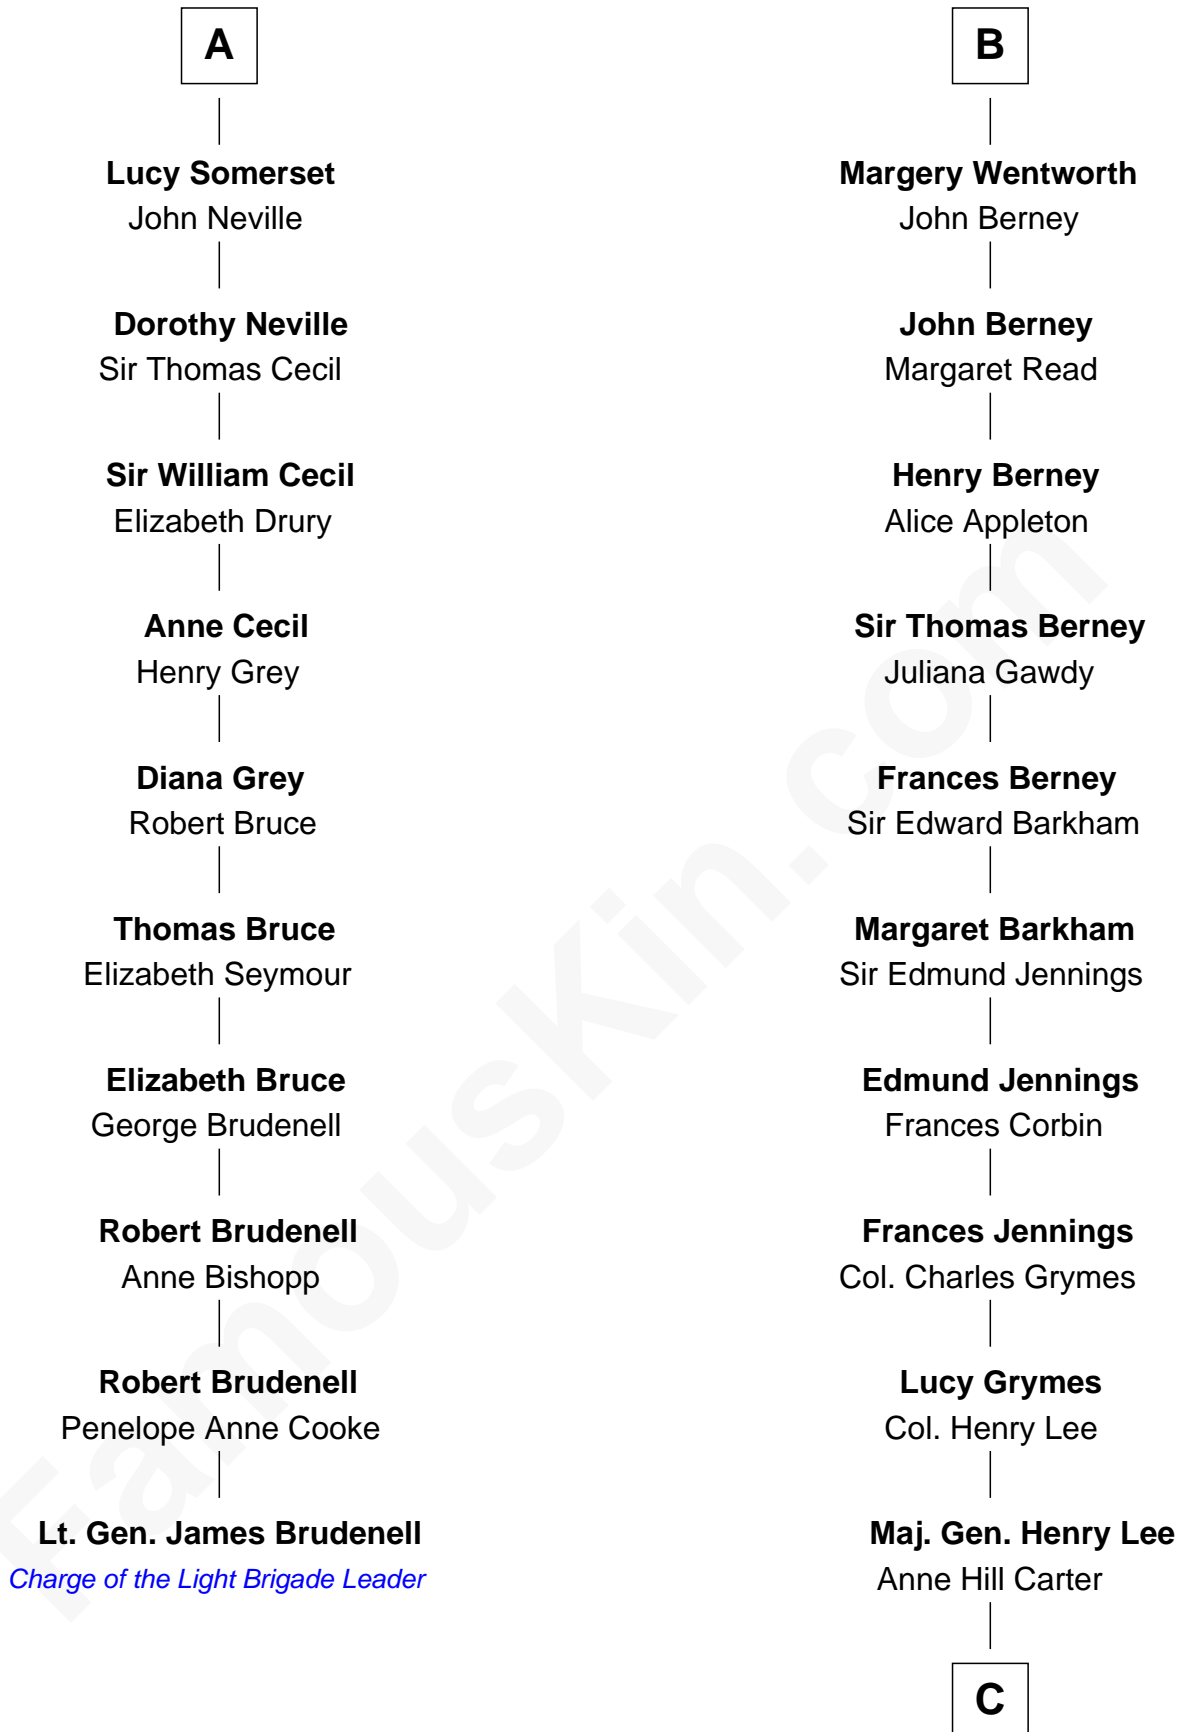 A
Lucy Somerset
John Neville
Dorothy Neville
Sir Thomas Cecil
Sir William Cecil
Elizabeth Drury
Anne Cecil
Henry Grey
Diana Grey
Robert Bruce
Thomas Bruce
Elizabeth Seymour
Elizabeth Bruce
George Brudenell
Robert Brudenell
Anne Bishopp
Robert Brudenell
Penelope Anne Cooke
Lt. Gen. James Brudenell
Charge of the Light Brigade Leader
B
Margery Wentworth
John Berney
John Berney
Margaret Read
Henry Berney
Alice Appleton
Sir Thomas Berney
Juliana Gawdy
Frances Berney
Sir Edward Barkham
Margaret Barkham
Sir Edmund Jennings
Edmund Jennings
Frances Corbin
Frances Jennings
Col. Charles Grymes
Lucy Grymes
Col. Henry Lee
Maj. Gen. Henry Lee
Anne Hill Carter
C
FamousKin.com